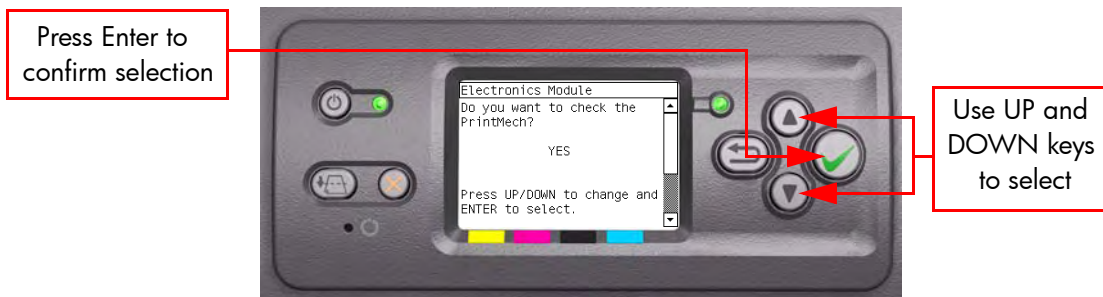 Press Enter to
confirm selection
Electronics Module
Do you want to check the
PrintMech?
YES
Press UP/DOWN to change and
ENTER to select.
Use UP and
DOWN keys
to select